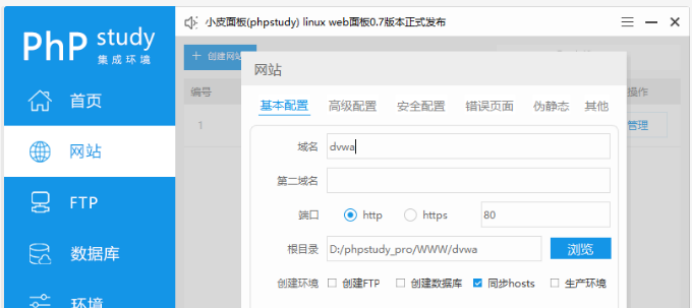 小皮面板(phpstudy) linux web面板0.7版本正式发布
PhP study
集成环境
首页
网站
FTP
数据库
环境
+ 创建网站
编号
操作
1
管理
网站
基本配置 高级配置 安全配置 错误页面 伪静态 其他
域名 dvwa
第二域名
端口 http https 80
根目录 D:/phpstudy_pro/WWW/dvwa 浏览
创建环境 创建FTP 创建数据库 同步hosts 生产环境